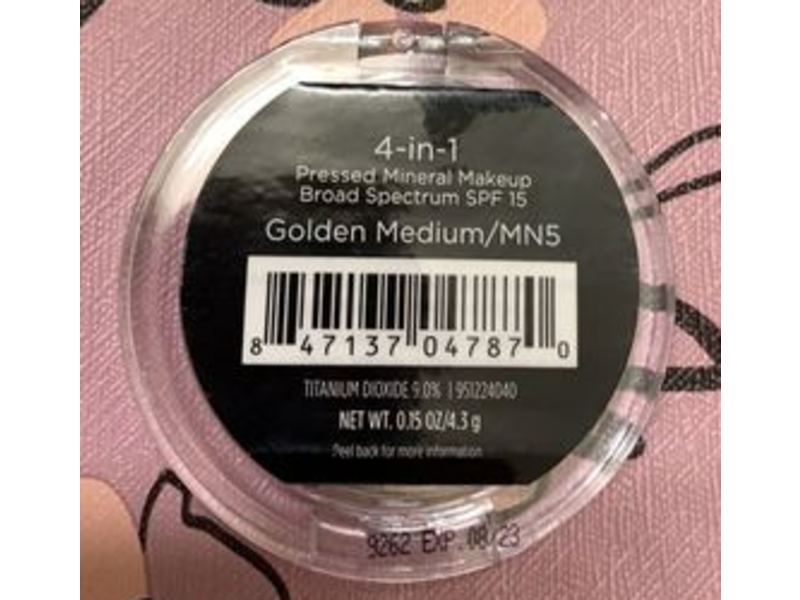 4-in-1
Pressed Mineral Makeup
Broad Spectrum SPF 15
Golden Medium/MN5
8 47137 04787 0
TITANIUM DIOXIDE 9.0% | 951224040
NET WT. 0.15 OZ/4.3 g
Peel back for more information
9262 EXP. 08/23